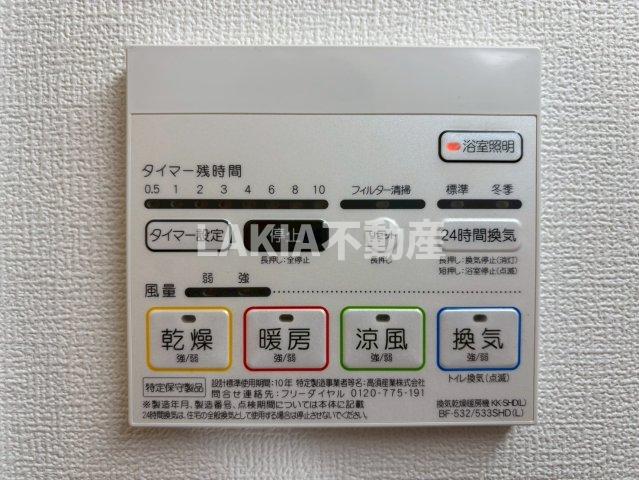 浴室照明
タイマー残時間
0.5 1 2 3 4 6 8 10 フィルター清掃 標準 冬季
タイマー設定 停止 リセット 24時間換気
LAKIA不動産
長押し:全停止 長押し 長押し:換気停止(消灯)
短押し:浴室停止(点滅)
弱 強
風量
乾燥 暖房 涼風 換気
強/弱 強/弱 強/弱 強/弱
トイレ換気(点滅)
特定保守製品
設計標準使用期間:10年 特定製造事業者等名:高須産業株式会社
問合せ連絡先:フリーダイヤル 0120-775-191
※製造年月、製造番号、点検期間については本体に記載
24時間換気は、住宅の全般換気として使用する場合は停止させないでください。
換気乾燥暖房機 KK-SHD(L)
BF-532/533SHD(L)